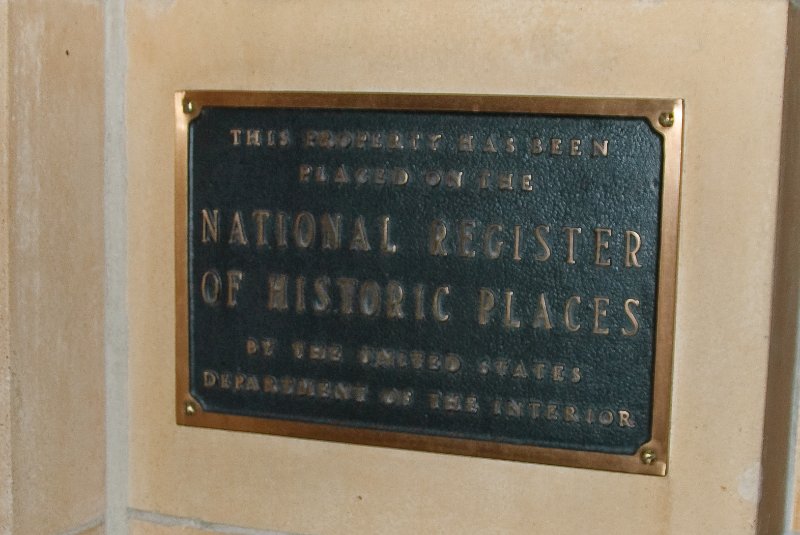 THIS PROPERTY HAS BEEN
PLACED ON THE
NATIONAL REGISTER
OF HISTORIC PLACES
BY THE UNITED STATES
DEPARTMENT OF THE INTERIOR